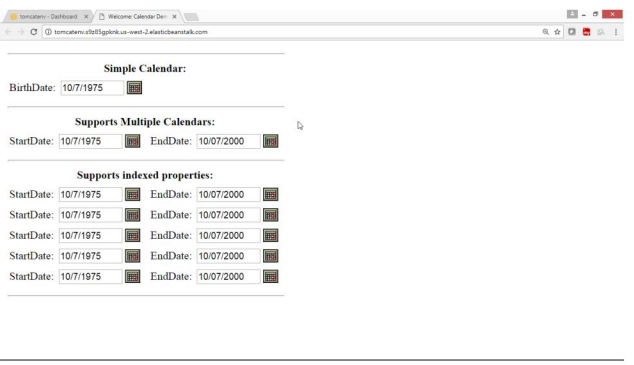 tomcatenv - Dashboard
Welcome: Calendar Dem
tomcatenv.s9z85gpknk.us-west-2.elasticbeanstalk.com
Simple Calendar:
BirthDate: 10/7/1975
Supports Multiple Calendars:
StartDate: 10/7/1975 EndDate: 10/07/2000
Supports indexed properties:
StartDate: 10/7/1975 EndDate: 10/07/2000
StartDate: 10/7/1975 EndDate: 10/07/2000
StartDate: 10/7/1975 EndDate: 10/07/2000
StartDate: 10/7/1975 EndDate: 10/07/2000
StartDate: 10/7/1975 EndDate: 10/07/2000